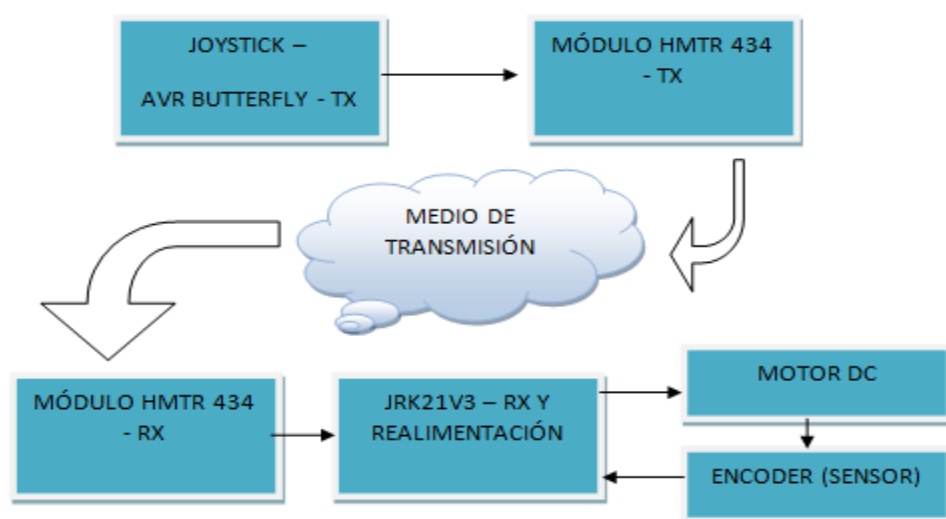 JOYSTICK –
AVR BUTTERFLY - TX
MÓDULO HMTR 434
- TX
MEDIO DE
TRANSMISIÓN
MÓDULO HMTR 434
- RX
JRK21V3 – RX Y
REALIMENTACIÓN
MOTOR DC
ENCODER (SENSOR)